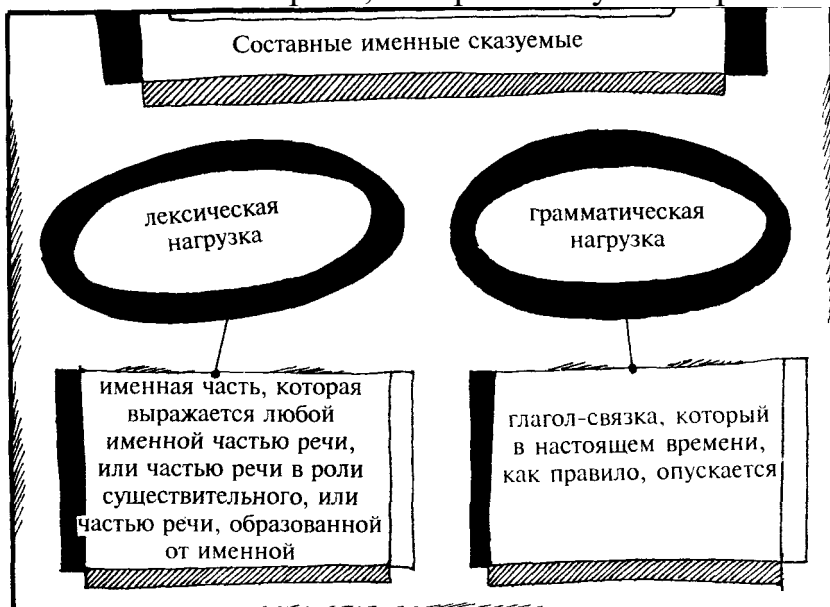 Составные именные сказуемые
лексическая
нагрузка
грамматическая
нагрузка
именная часть, которая
выражается любой
именной частью речи,
или частью речи в роли
существительного, или
частью речи, образованной
от именной
глагол-связка, который
в настоящем времени,
как правило, опускается